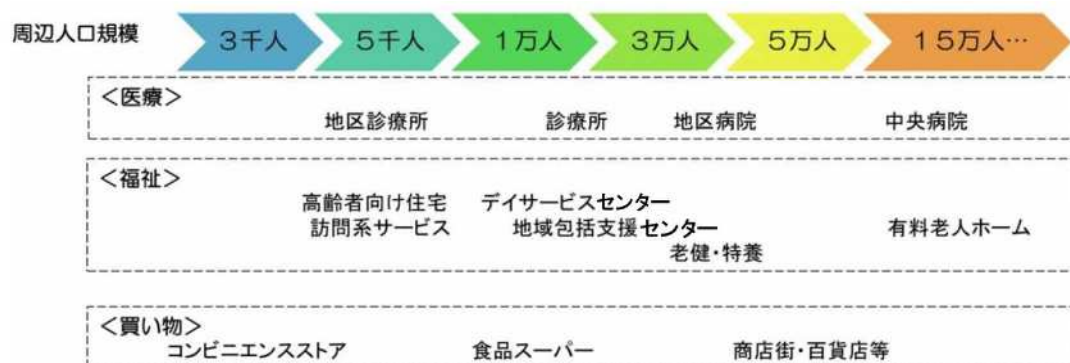 周辺人口規模 3千人 5千人 1万人 3万人 5万人 15万人…
<医療>
地区診療所 診療所 地区病院 中央病院
<福祉>
高齢者向け住宅 デイサービスセンター
訪問系サービス 地域包括支援センター 有料老人ホーム
老健・特養
<買い物>
コンビニエンスストア 食品スーパー 商店街・百貨店等